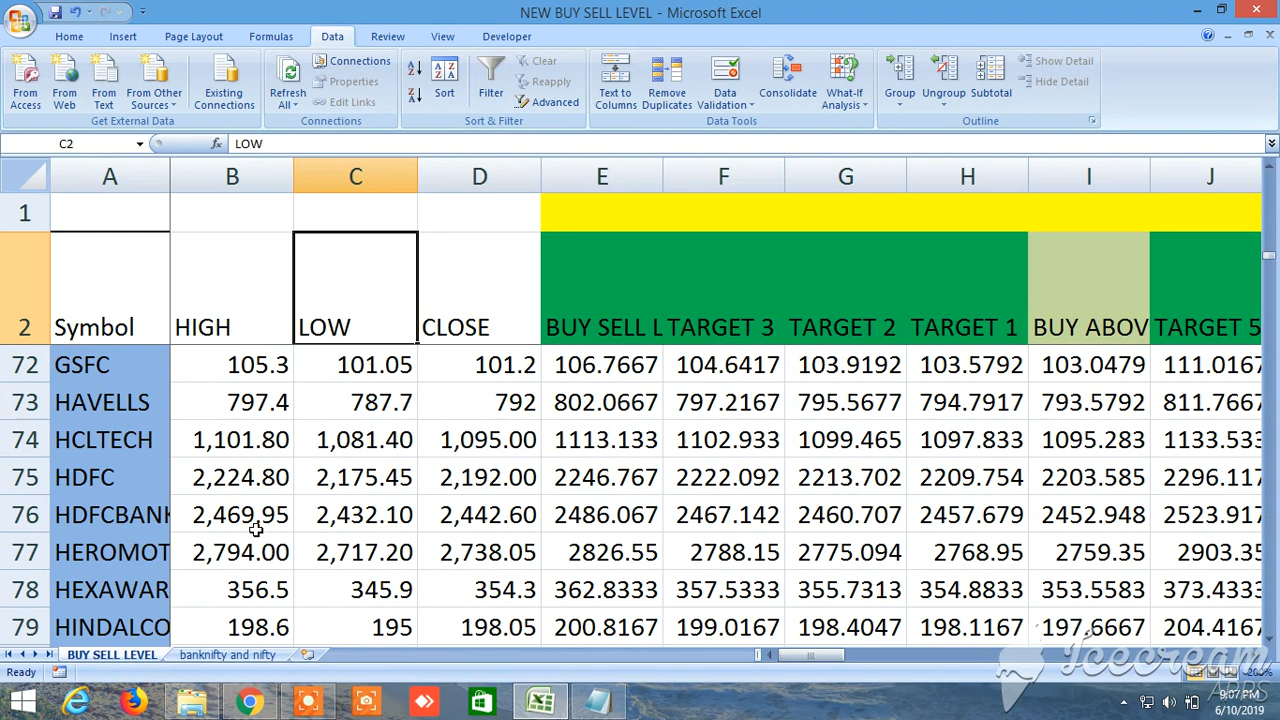 NEW BUY SELL LEVEL - Microsoft Excel
Home Insert Page Layout Formulas Data Review View Developer
From Access
From Web
From Text
From Other Sources
Existing Connections
Get External Data
Refresh All
Connections
Properties
Edit Links
Connections
Sort
Filter
Clear
Reapply
Advanced
Sort & Filter
Text to Columns
Remove Duplicates
Data Validation
Consolidate
What-If Analysis
Data Tools
Group
Ungroup
Subtotal
Show Detail
Hide Detail
Outline
C2 fx LOW
A B C D E F G H I J
1
2 Symbol HIGH LOW CLOSE BUY SELL L TARGET 3 TARGET 2 TARGET 1 BUY ABOV TARGET 5
72 GSFC 105.3 101.05 101.2 106.7667 104.6417 103.9192 103.5792 103.0479 111.0167
73 HAVELLS 797.4 787.7 792 802.0667 797.2167 795.5677 794.7917 793.5792 811.7667
74 HCLTECH 1,101.80 1,081.40 1,095.00 1113.133 1102.933 1099.465 1097.833 1095.283 1133.533
75 HDFC 2,224.80 2,175.45 2,192.00 2246.767 2222.092 2213.702 2209.754 2203.585 2296.117
76 HDFCBANK 2,469.95 2,432.10 2,442.60 2486.067 2467.142 2460.707 2457.679 2452.948 2523.917
77 HEROMOT 2,794.00 2,717.20 2,738.05 2826.55 2788.15 2775.094 2768.95 2759.35 2903.35
78 HEXAWAR 356.5 345.9 354.3 362.8333 357.5333 355.7313 354.8833 353.5583 373.4333
79 HINDALCO 198.6 195 198.05 200.8167 199.0167 198.4047 198.1167 197.6667 204.4167
BUY SELL LEVEL banknifty and nifty
Ready 200%
Icecream
APPS
9:07 PM
6/10/2019